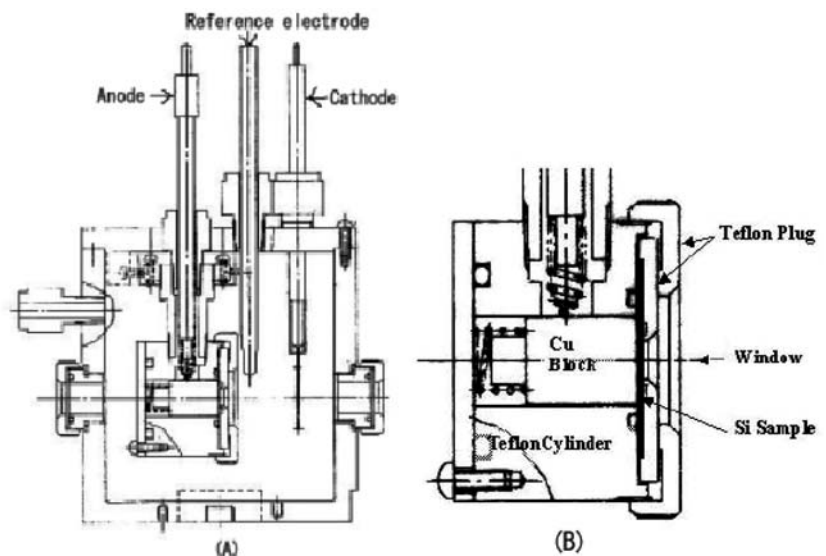 Reference electrode
Anode
Cathode
(A)
Teflon Plug
Cu
Block
Window
Si Sample
TeflonCylinder
(B)